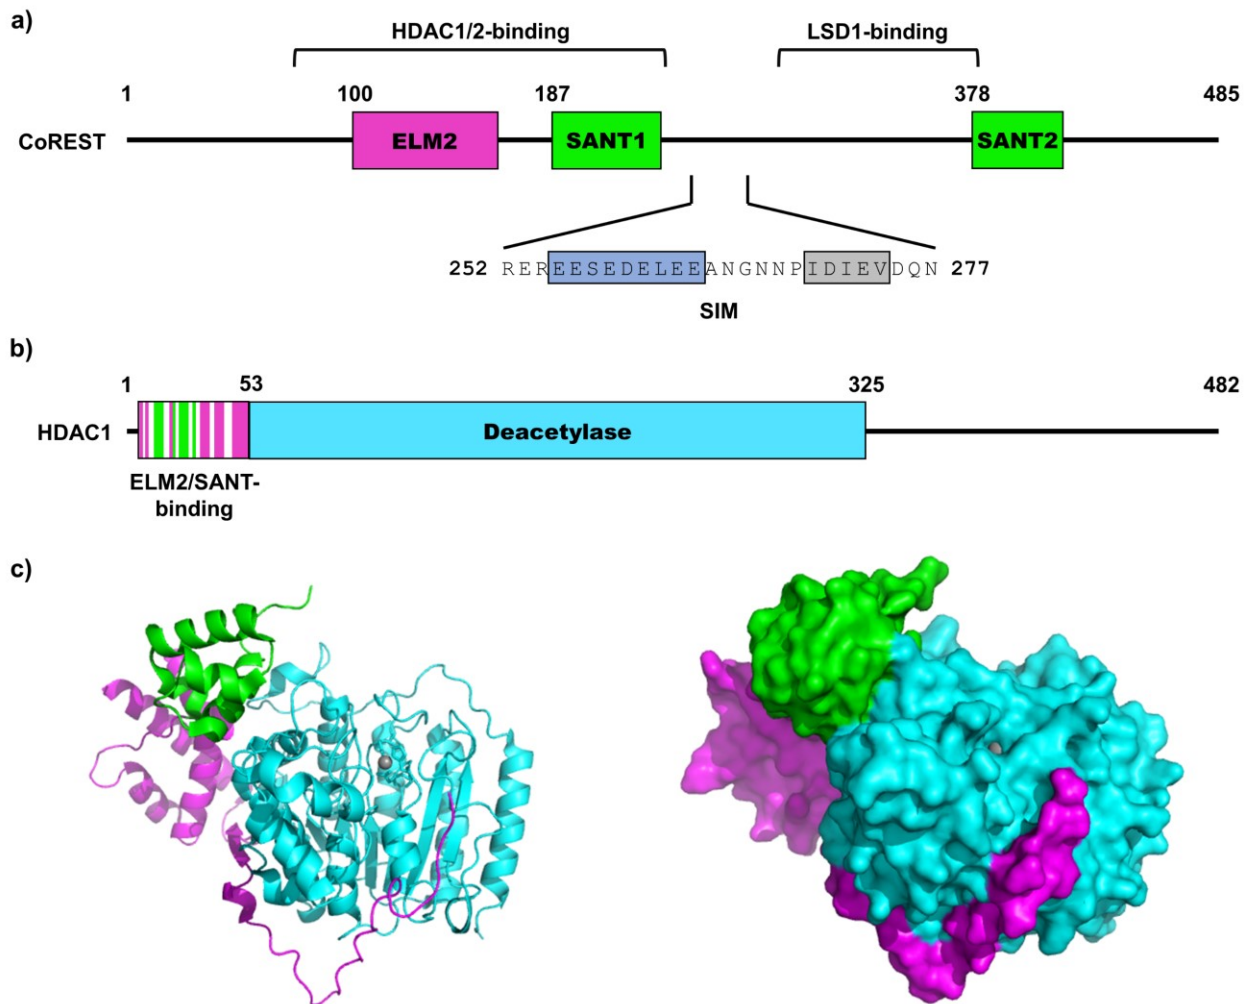 a)
HDAC1/2-binding
LSD1-binding
1 100 187 378 485
CoREST ELM2 SANT1 SANT2
252 REREESEDELEEANGNNPIDIEVDQN 277
SIM
b)
1 53 325 482
HDAC1 Deacetylase
ELM2/SANT-
binding
c)